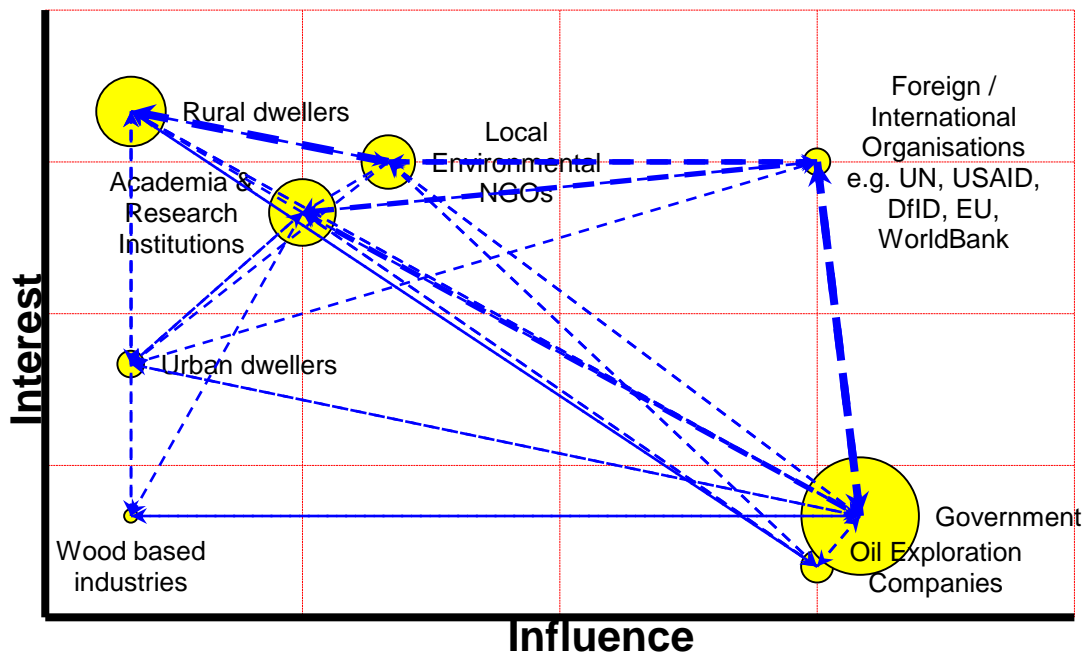 Foreign /
International
Organisations
e.g. UN, USAID,
DfID, EU,
WorldBank
Rural dwellers
Local
Environmental
NGOs
Academia &
Research
Institutions
Interest
Urban dwellers
Government
Wood based
industries
Oil Exploration
Companies
Influence